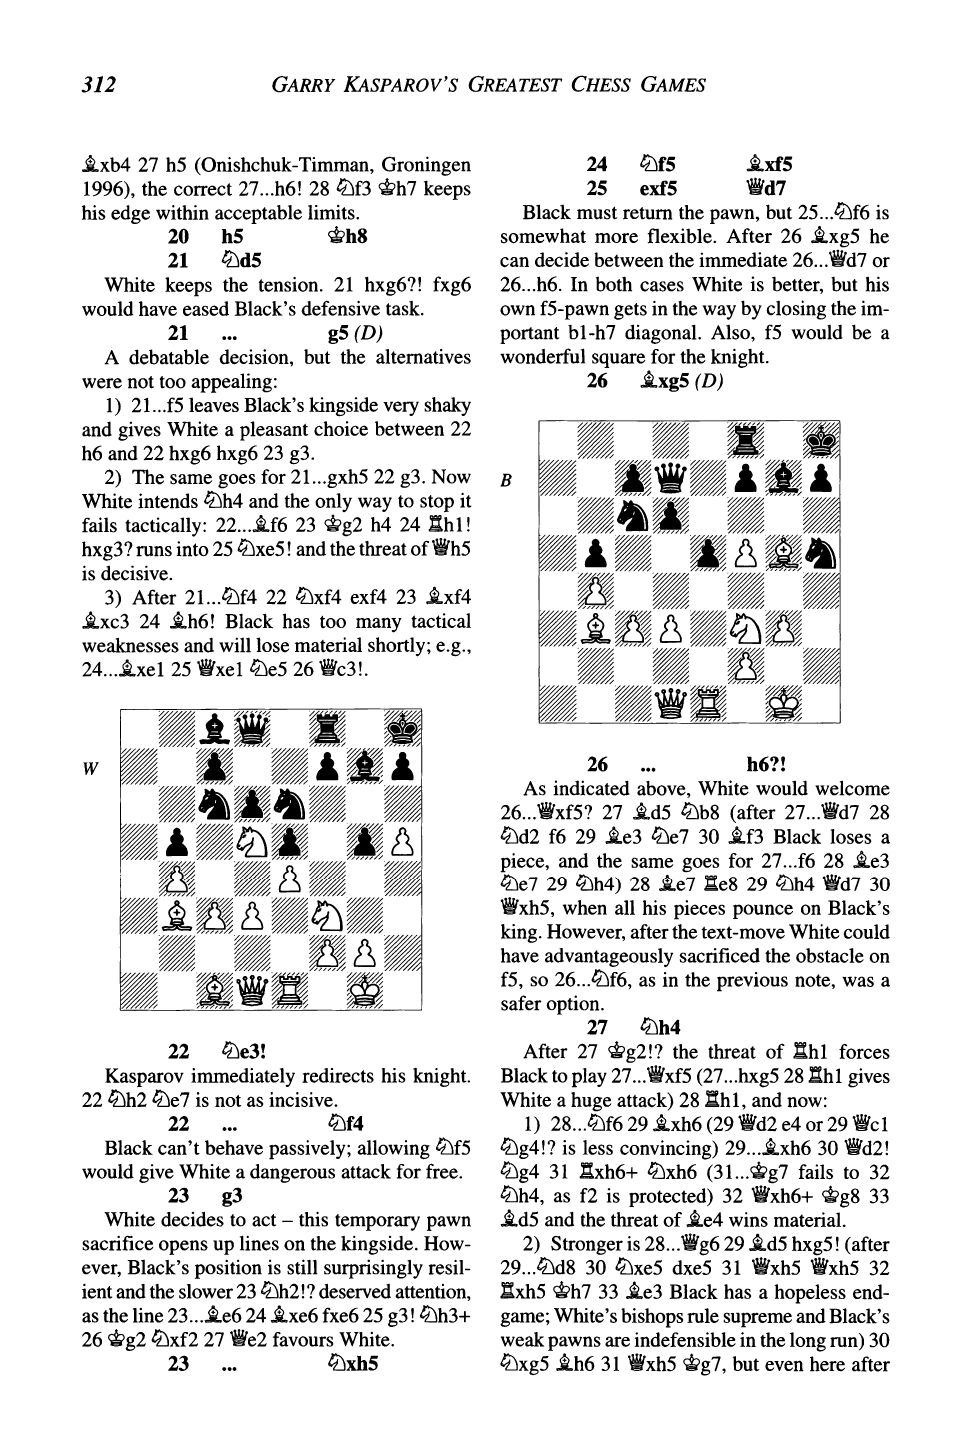 312
GARRY KASPAROV'S GREATEST CHESS GAMES
♗xb4 27 h5 (Onishchuk-Timman, Groningen
1996), the correct 27...h6! 28 ♘f3 ♔h7 keeps
his edge within acceptable limits.
20 h5 ♔h8
21 ♘d5
White keeps the tension. 21 hxg6?! fxg6
would have eased Black's defensive task.
21 ... g5 (D)
A debatable decision, but the alternatives
were not too appealing:
1) 21...f5 leaves Black's kingside very shaky
and gives White a pleasant choice between 22
h6 and 22 hxg6 hxg6 23 g3.
2) The same goes for 21...gxh5 22 g3. Now
White intends ♘h4 and the only way to stop it
fails tactically: 22...♗f6 23 ♔g2 h4 24 ♖h1!
hxg3? runs into 25 ♘xe5! and the threat of ♕h5
is decisive.
3) After 21...♘f4 22 ♘xf4 exf4 23 ♗xf4
♗xc3 24 ♗h6! Black has too many tactical
weaknesses and will lose material shortly; e.g.,
24...♗xe1 25 ♕xe1 ♘e5 26 ♕c3!.
W
22 ♘e3!
Kasparov immediately redirects his knight.
22 ♘h2 ♘e7 is not as incisive.
22 ... ♘f4
Black can't behave passively; allowing ♘f5
would give White a dangerous attack for free.
23 g3
White decides to act – this temporary pawn
sacrifice opens up lines on the kingside. How-
ever, Black's position is still surprisingly resil-
ient and the slower 23 ♘h2!? deserved attention,
as the line 23...♗e6 24 ♗xe6 fxe6 25 g3! ♘h3+
26 ♔g2 ♘xf2 27 ♕e2 favours White.
23 ... ♘xh5
24 ♘f5 ♗xf5
25 exf5 ♕d7
Black must return the pawn, but 25...♘f6 is
somewhat more flexible. After 26 ♗xg5 he
can decide between the immediate 26...♕d7 or
26...h6. In both cases White is better, but his
own f5-pawn gets in the way by closing the im-
portant b1-h7 diagonal. Also, f5 would be a
wonderful square for the knight.
26 ♗xg5 (D)
B
26 ... h6?!
As indicated above, White would welcome
26...♕xf5? 27 ♗d5 ♘b8 (after 27...♕d7 28
♘d2 f6 29 ♗e3 ♘e7 30 ♗f3 Black loses a
piece, and the same goes for 27...f6 28 ♗e3
♘e7 29 ♘h4) 28 ♗e7 ♖e8 29 ♘h4 ♕d7 30
♕xh5, when all his pieces pounce on Black's
king. However, after the text-move White could
have advantageously sacrificed the obstacle on
f5, so 26...♘f6, as in the previous note, was a
safer option.
27 ♘h4
After 27 ♔g2!? the threat of ♖h1 forces
Black to play 27...♕xf5 (27...hxg5 28 ♖h1 gives
White a huge attack) 28 ♖h1, and now:
1) 28...♘f6 29 ♗xh6 (29 ♕d2 e4 or 29 ♕c1
♘g4!? is less convincing) 29...♗xh6 30 ♕d2!
♘g4 31 ♖xh6+ ♘xh6 (31...♔g7 fails to 32
♘h4, as f2 is protected) 32 ♕xh6+ ♔g8 33
♗d5 and the threat of ♗e4 wins material.
2) Stronger is 28...♕g6 29 ♗d5 hxg5! (after
29...♘d8 30 ♘xe5 dxe5 31 ♕xh5 ♕xh5 32
♖xh5 ♔h7 33 ♗e3 Black has a hopeless end-
game; White's bishops rule supreme and Black's
weak pawns are indefensible in the long run) 30
♘xg5 ♗h6 31 ♕xh5 ♔g7, but even here after